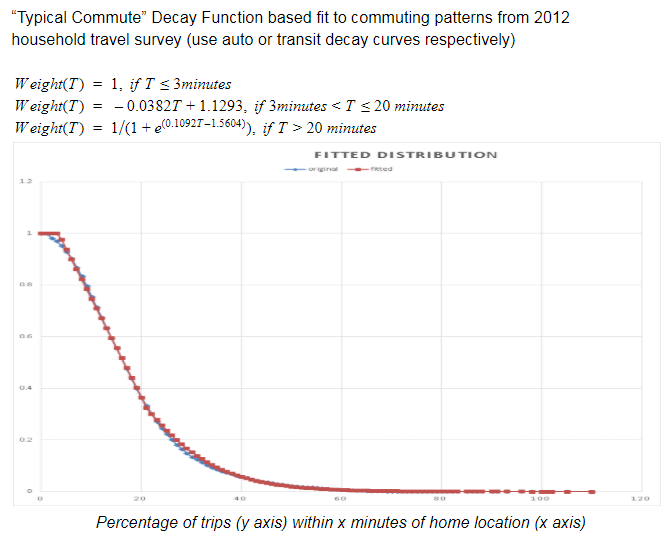 “Typical Commute” Decay Function based fit to commuting patterns from 2012
household travel survey (use auto or transit decay curves respectively)
Weight(T) = 1, if T ≤ 3minutes
Weight(T) = − 0.0382T + 1.1293, if 3minutes < T ≤ 20 minutes
Weight(T) = 1/(1 + e^(0.1092T−1.5604)), if T > 20 minutes
FITTED DISTRIBUTION
original fitted
1.2
1
0.8
0.6
0.4
0.2
0
0 20 40 60 80 100 120
Percentage of trips (y axis) within x minutes of home location (x axis)